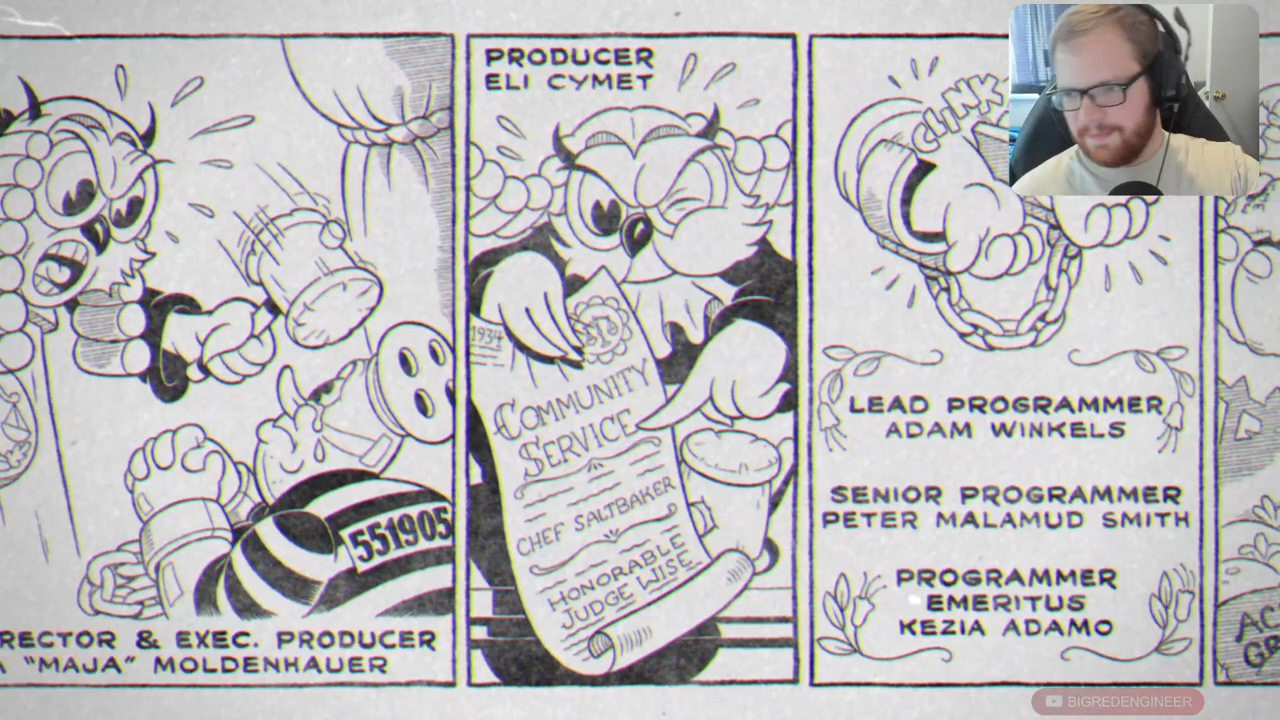 551905
RECTOR & EXEC. PRODUCER
"MAJA" MOLDENHAUER
PRODUCER
ELI CYMET
1934
COMMUNITY
SERVICE
CHEF SALTBAKER
HONORABLE
JUDGE WISE
CLINK
LEAD PROGRAMMER
ADAM WINKELS
SENIOR PROGRAMMER
PETER MALAMUD SMITH
PROGRAMMER
EMERITUS
KEZIA ADAMO
BIGREDENGINEER